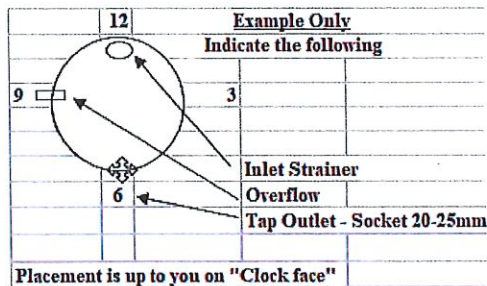 12
Example Only
Indicate the following
9
3
Inlet Strainer
Overflow
6
Tap Outlet - Socket 20-25mm
Placement is up to you on "Clock face"